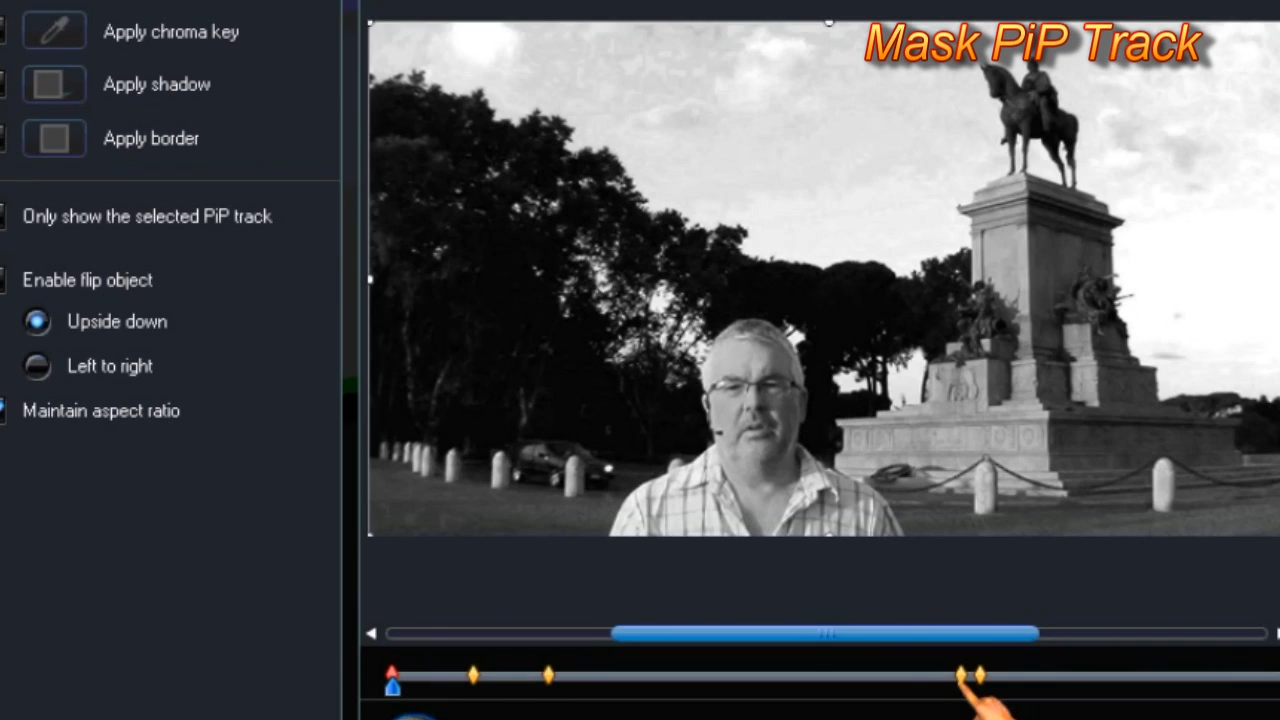 Mask PiP Track
Apply chroma key
Apply shadow
Apply border
Only show the selected PiP track
Enable flip object
Upside down
Left to right
Maintain aspect ratio